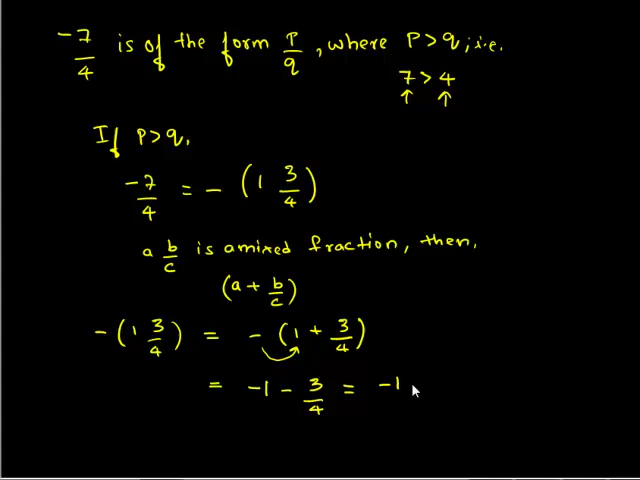 -7/4 is of the form P/q, where P>q, i.e.
7>4
↑ ↑
If P>q,
-7/4 = -(1 3/4)
a b/c is a mixed fraction, then,
(a + b/c)
-(1 3/4) = -(1 + 3/4)
= -1 - 3/4 = -1